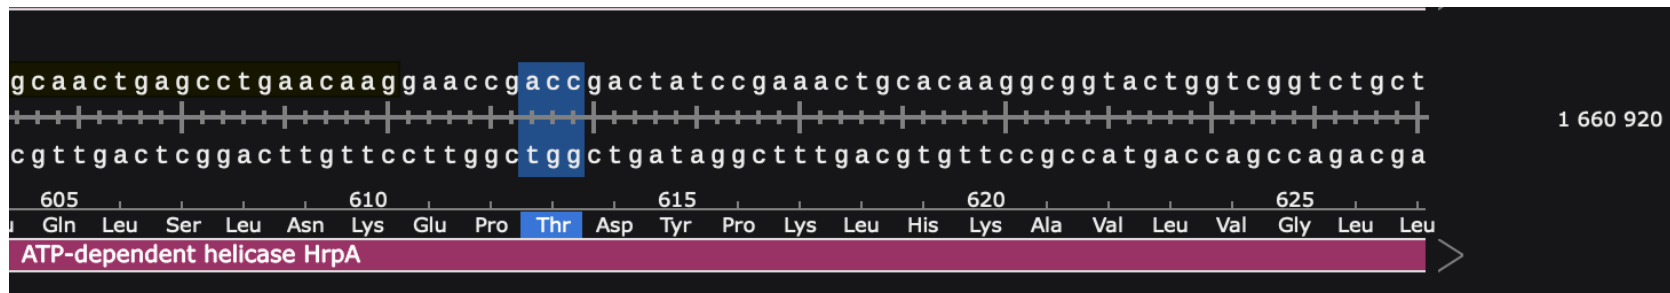 gcaactgagcctgaacaaggaaccgaccgactatccgaaactgcacaaggcggtactggtcggtctgct
1 660 920
cgttgactcggacttgttccttggctggctgataggctttgacgtgttccgccatgaccagccagacga
605 610 615 620 625
Gln Leu Ser Leu Asn Lys Glu Pro Thr Asp Tyr Pro Lys Leu His Lys Ala Val Leu Val Gly Leu Leu
ATP-dependent helicase HrpA